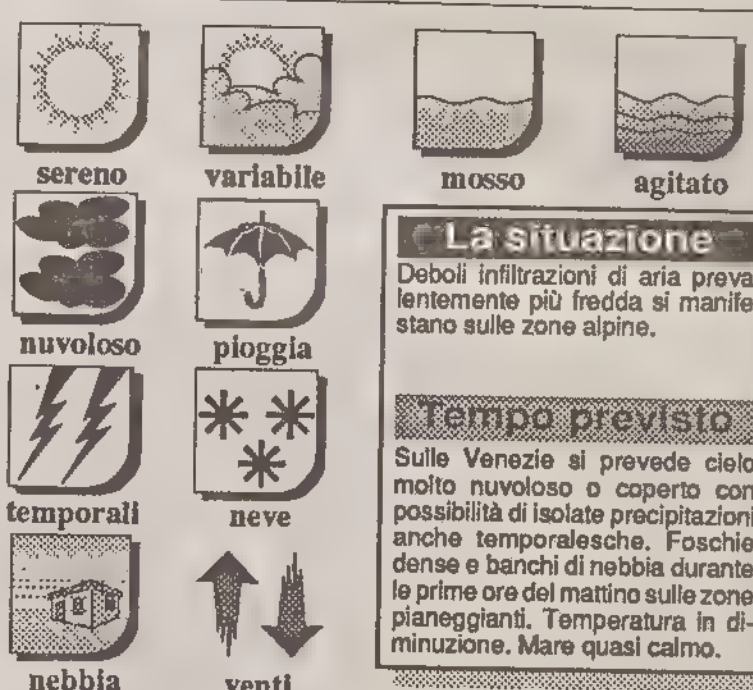 sereno
variabile
mosso
agitato
nuvoloso
pioggia
temporali
neve
nebbia
venti
La situazione
Deboli infiltrazioni di aria preva
lentemente più fredda si manife
stano sulle zone alpine.
Tempo previsto
Sulle Venezie si prevede cielo
molto nuvoloso o coperto con
possibilità di isolate precipitazioni
anche temporalesche. Foschie
dense e banchi di nebbia durante
le prime ore del mattino sulle zone
pianeggianti. Temperatura in di-
minuzione. Mare quasi calmo.